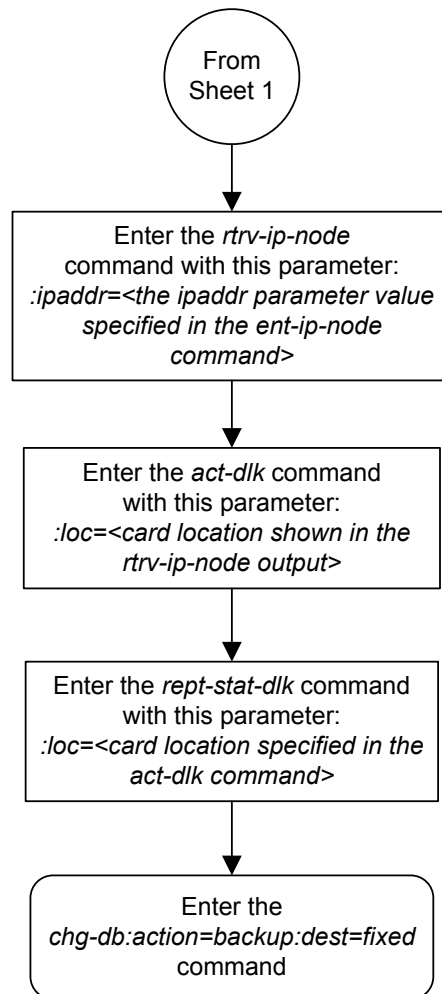 From
Sheet 1
Enter the rtrv-ip-node
command with this parameter:
:ipaddr=<the ipaddr parameter value
specified in the ent-ip-node
command>
Enter the act-dlk command
with this parameter:
:loc=<card location shown in the
rtrv-ip-node output>
Enter the rept-stat-dlk command
with this parameter:
:loc=<card location specified in the
act-dlk command>
Enter the
chg-db:action=backup:dest=fixed
command